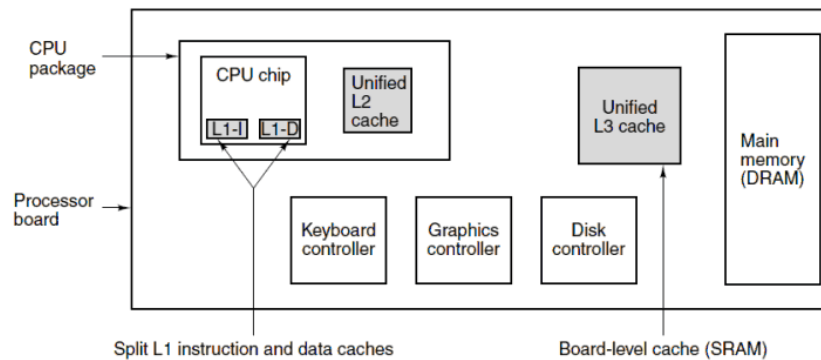 CPU
package
CPU chip
L1-I
L1-D
Unified
L2
cache
Unified
L3 cache
Main
memory
(DRAM)
Processor
board
Keyboard
controller
Graphics
controller
Disk
controller
Split L1 instruction and data caches
Board-level cache (SRAM)